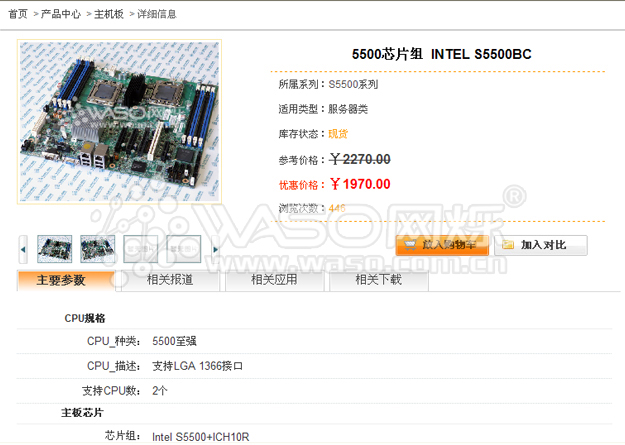 首页 > 产品中心 > 主机板 > 详细信息
5500芯片组 INTEL S5500BC
所属系列：S5500系列
适用类型：服务器类
库存状态：现货
参考价格：￥2270.00
优惠价格：￥1970.00
浏览次数：446
WASO网烁®
www.waso.com.cn
放入购物车
加入对比
主要参数 相关报道 相关应用 相关下载
CPU规格
CPU_种类： 5500至强
CPU_描述： 支持LGA 1366接口
支持CPU数： 2个
主板芯片
芯片组： Intel S5500+ICH10R